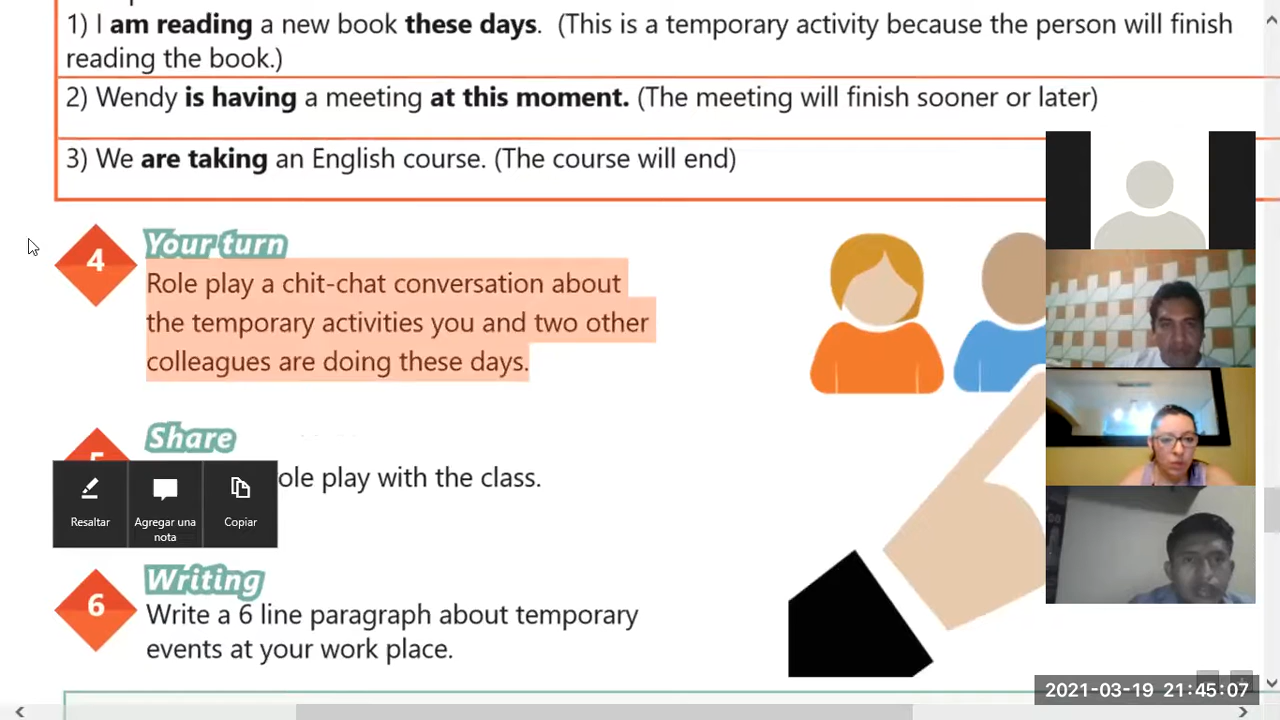 1) I am reading a new book these days. (This is a temporary activity because the person will finish
reading the book.)
2) Wendy is having a meeting at this moment. (The meeting will finish sooner or later)
3) We are taking an English course. (The course will end)
4
Your turn
Role play a chit-chat conversation about
the temporary activities you and two other
colleagues are doing these days.
Share
ole play with the class.
Resaltar
Agregar una
nota
Copiar
6
Writing
Write a 6 line paragraph about temporary
events at your work place.
2021-03-19 21:45:07